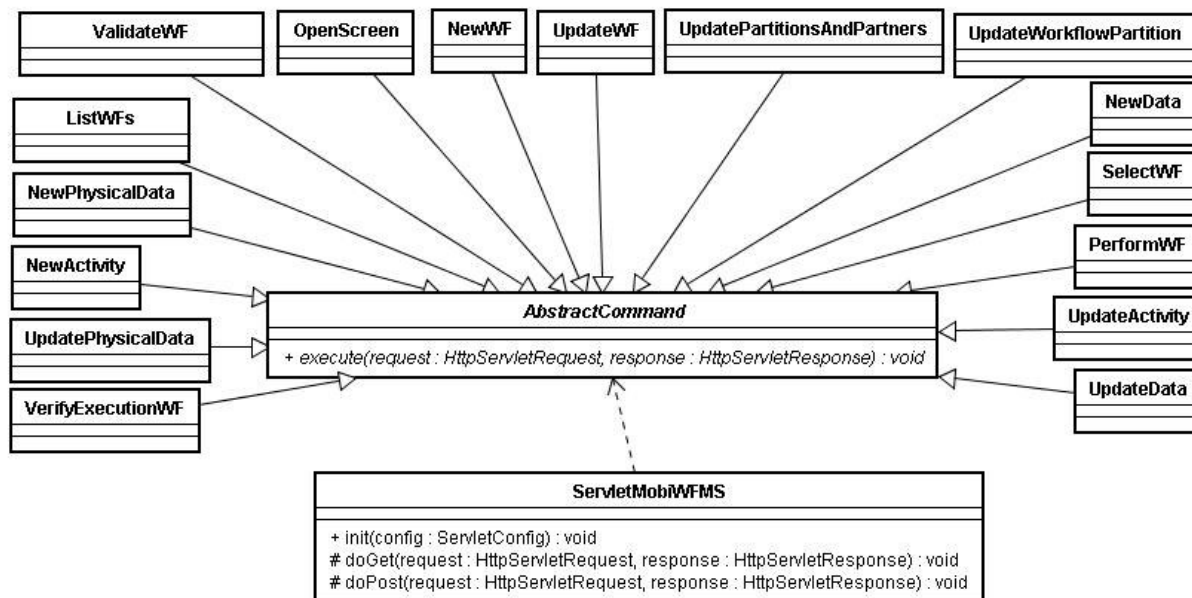 ValidateWF
OpenScreen
NewWF
UpdateWF
UpdatePartitionsAndPartners
UpdateWorkflowPartition
ListWFs
NewData
NewPhysicalData
SelectWF
NewActivity
PerformWF
UpdatePhysicalData
UpdateActivity
VerifyExecutionWF
UpdateData
AbstractCommand
+ execute(request : HttpServletRequest, response : HttpServletResponse) : void
ServletMobiWFMS
+ init(config : ServletConfig) : void
# doGet(request : HttpServletRequest, response : HttpServletResponse) : void
# doPost(request : HttpServletRequest, response : HttpServletResponse) : void